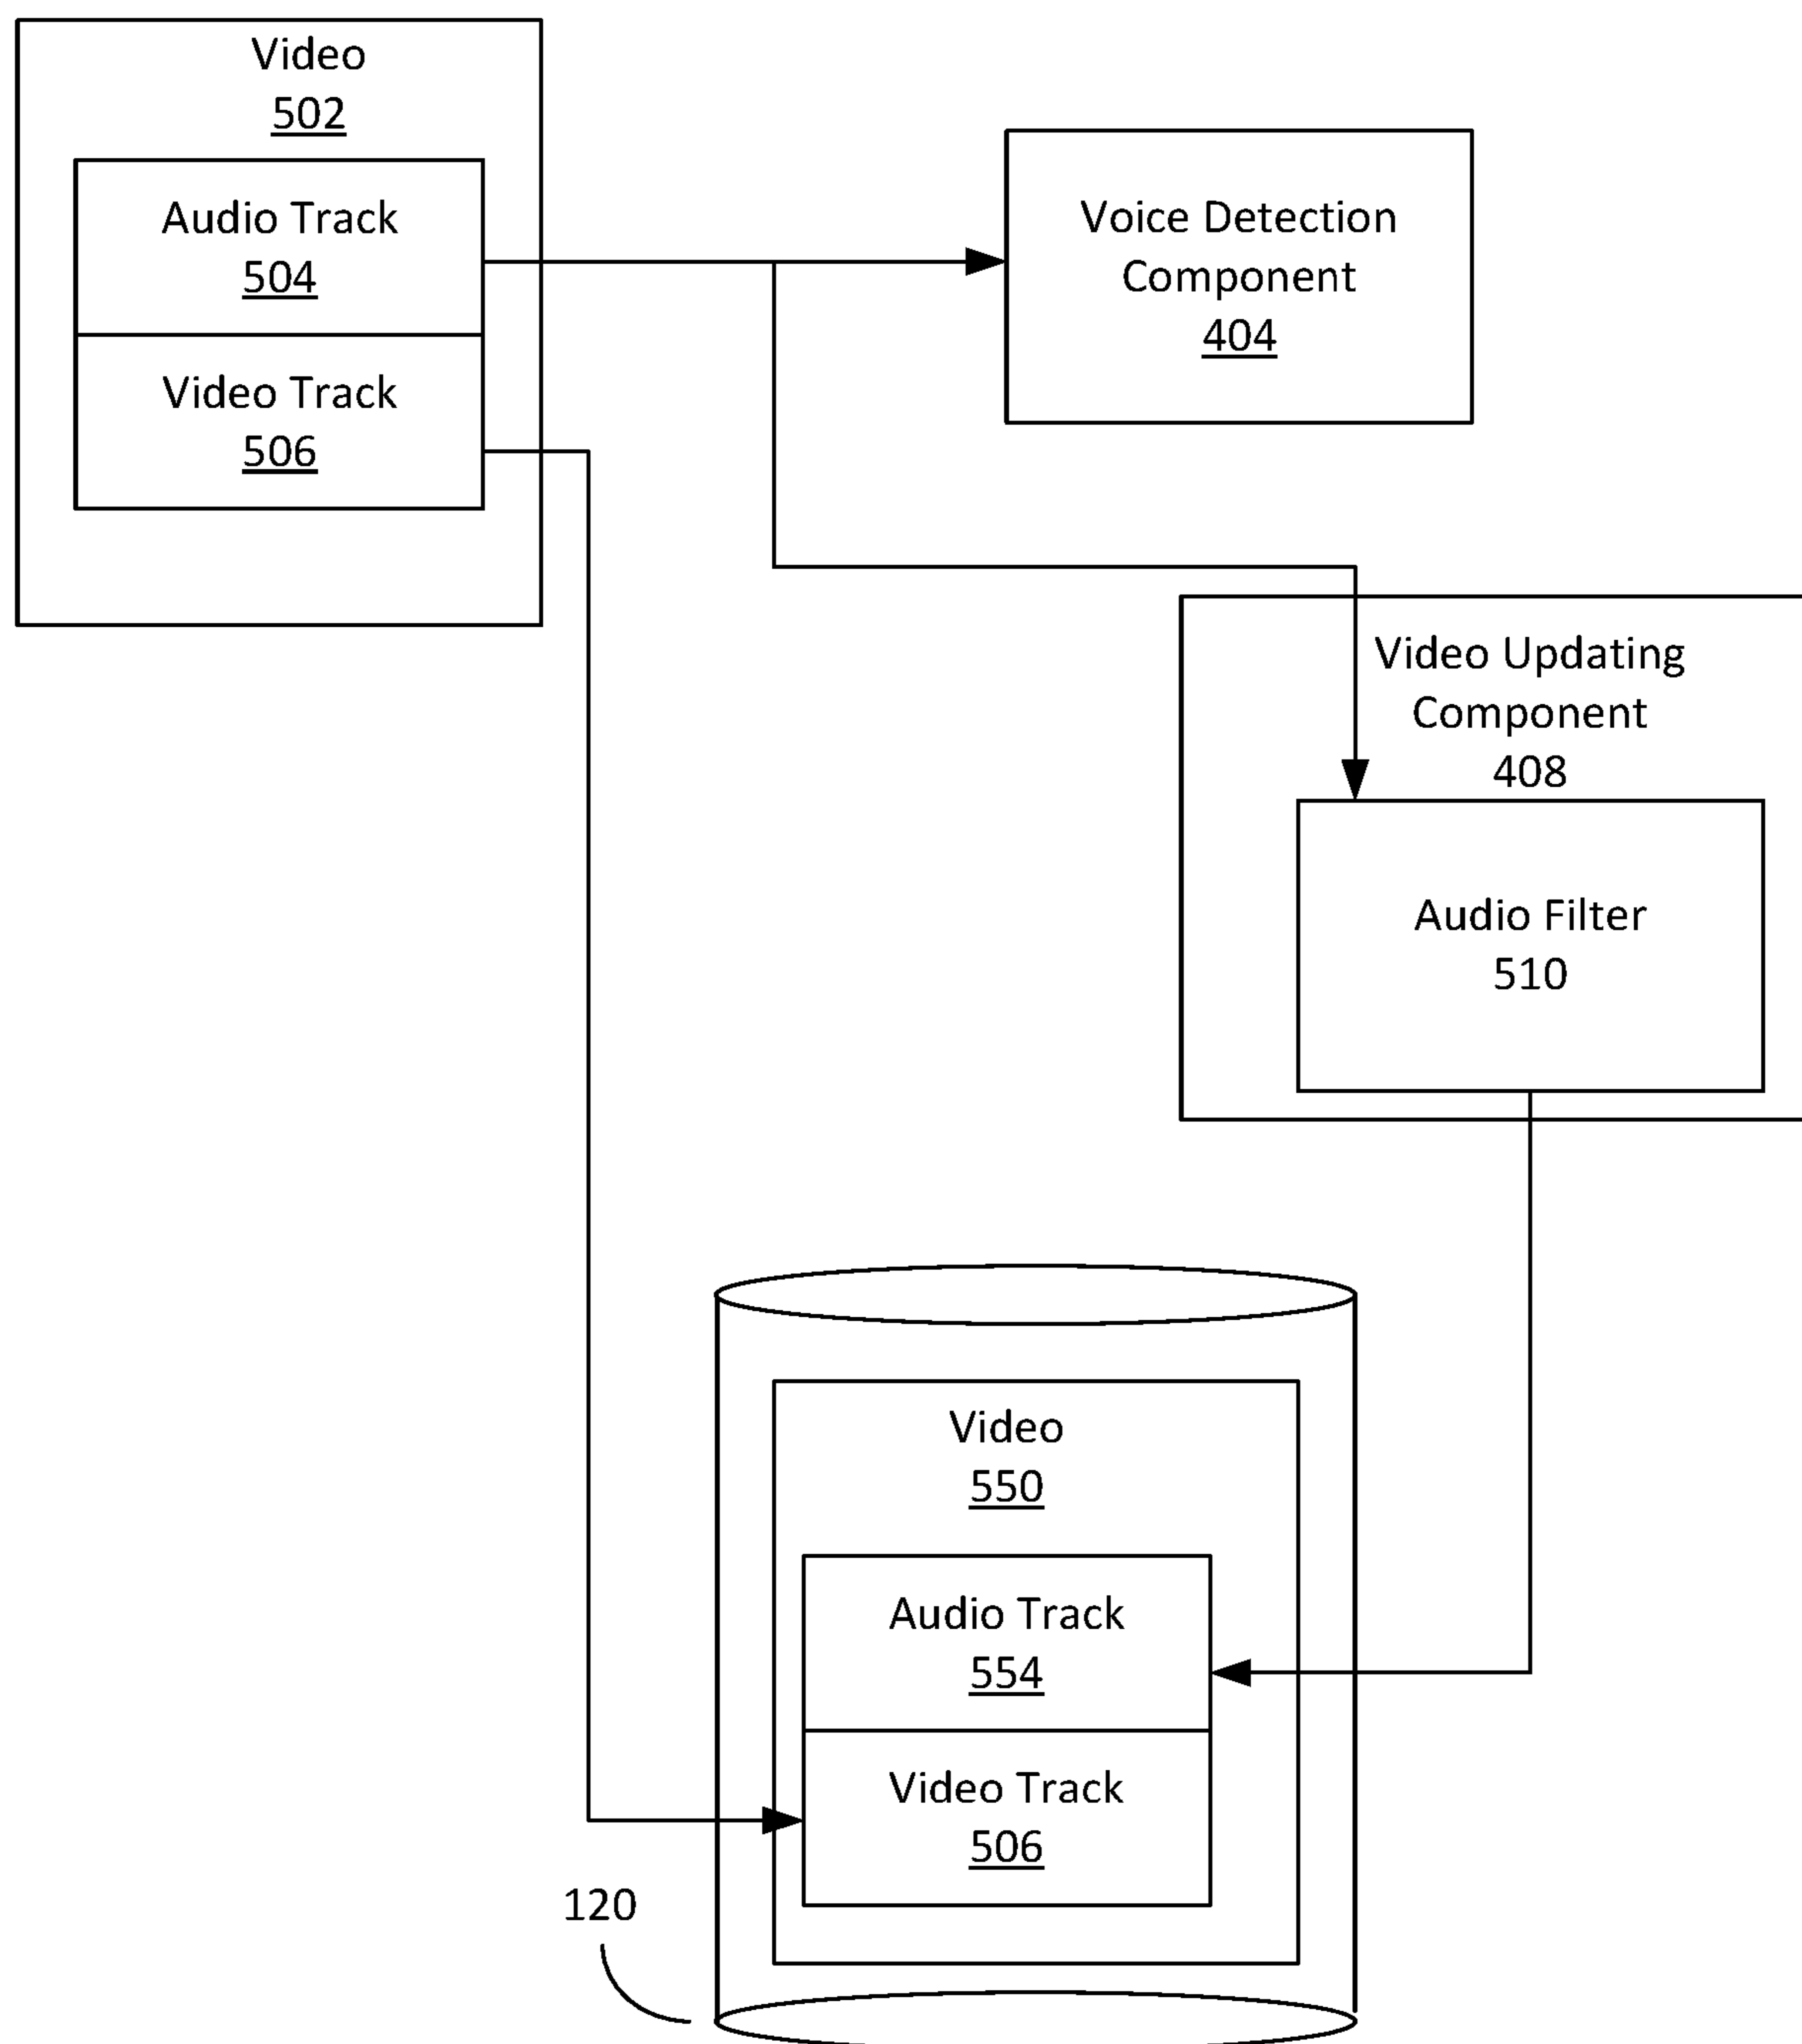 Video
502
Audio Track
504
Video Track
506
Voice Detection
Component
404
Video Updating
Component
408
Audio Filter
510
Video
550
Audio Track
554
Video Track
506
120